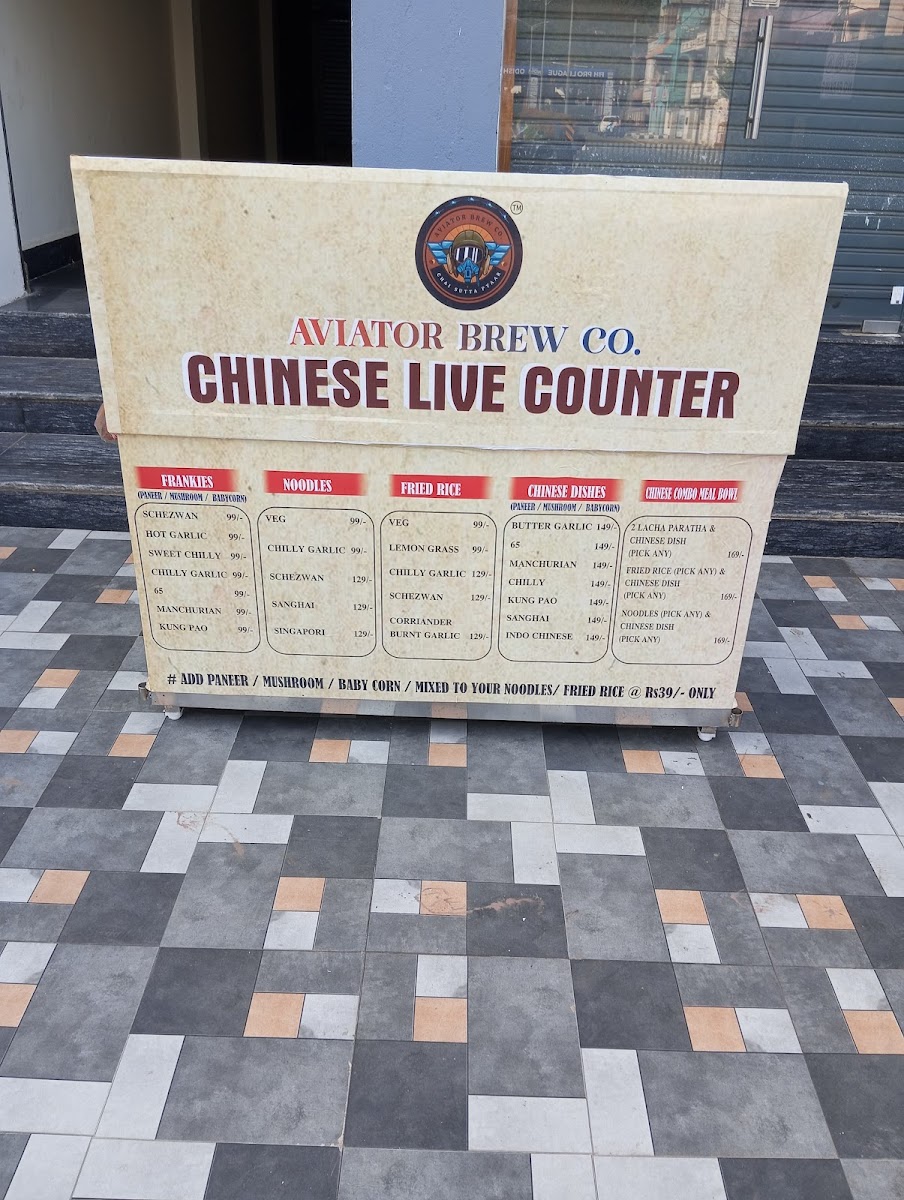 AVIATOR BREW CO.
CHAI SUTTA PYAAR
TM
AVIATOR BREW CO.
CHINESE LIVE COUNTER
FRANKIES
(PANEER / MUSHROOM / BABYCORN)
SCHEZWAN 99/-
HOT GARLIC 99/-
SWEET CHILLY 99/-
CHILLY GARLIC 99/-
65 99/-
MANCHURIAN 99/-
KUNG PAO 99/-
NOODLES
VEG 99/-
CHILLY GARLIC 99/-
SCHEZWAN 129/-
SANGHAI 129/-
SINGAPORI 129/-
FRIED RICE
VEG 99/-
LEMON GRASS 99/-
CHILLY GARLIC 129/-
SCHEZWAN 129/-
CORRIANDER
BURNT GARLIC 129/-
CHINESE DISHES
(PANEER / MUSHROOM / BABYCORN)
BUTTER GARLIC 149/-
65 149/-
MANCHURIAN 149/-
CHILLY 149/-
KUNG PAO 149/-
SANGHAI 149/-
INDO CHINESE 149/-
CHINESE COMBO MEAL BOWL
2 LACHA PARATHA &
CHINESE DISH
(PICK ANY) 169/-
FRIED RICE (PICK ANY) &
CHINESE DISH
(PICK ANY) 169/-
NOODLES (PICK ANY) &
CHINESE DISH
(PICK ANY) 169/-
# ADD PANEER / MUSHROOM / BABY CORN / MIXED TO YOUR NOODLES/ FRIED RICE @ Rs39/- ONLY